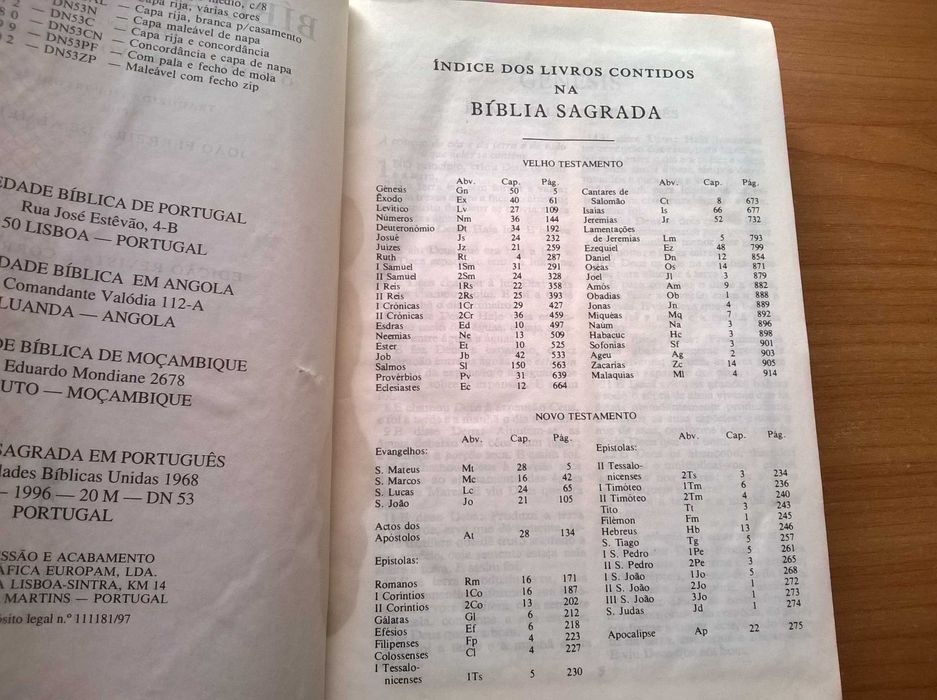 médio, c/8
Capa rija, várias cores
DN53N — Capa rija, branca p/casamento
DN53C — Capa maleável de napa
— DN53CN — Capa rija e concordância
— DN53PF — Concordância e capa de napa
— DN53ZP — Com pala e fecho de mola
— Maleável com fecho zip
EDADE BÍBLICA DE PORTUGAL
Rua José Estêvão, 4-B
50 LISBOA — PORTUGAL
DADE BÍBLICA EM ANGOLA
Comandante Valódia 112-A
LUANDA — ANGOLA
DE BÍBLICA DE MOÇAMBIQUE
Eduardo Mondiane 2678
PUTO — MOÇAMBIQUE
SAGRADA EM PORTUGUÊS
dades Bíblicas Unidas 1968
— 1996 — 20 M — DN 53
PORTUGAL
ESSÃO E ACABAMENTO
ÁFICA EUROPAM, LDA.
A LISBOA-SINTRA, KM 14
MARTINS — PORTUGAL
ósito legal n.º 111181/97
ÍNDICE DOS LIVROS CONTIDOS
NA
BÍBLIA SAGRADA
VELHO TESTAMENTO
Abv. Cap. Pág.
Génesis Gn 50 5
Êxodo Ex 40 61
Levítico Lv 27 109
Números Nm 36 144
Deuteronómio Dt 34 192
Josué Js 24 232
Juízes Jz 21 259
Ruth Rt 4 287
I Samuel 1Sm 31 291
II Samuel 2Sm 24 328
I Reis 1Rs 22 358
II Reis 2Rs 25 393
I Crónicas 1Cr 29 427
II Crónicas 2Cr 36 459
Esdras Ed 10 497
Neemias Ne 13 509
Ester Et 10 525
Job Jb 42 533
Salmos Sl 150 563
Provérbios Pv 31 639
Eclesiastes Ec 12 664
Abv. Cap. Pág.
Cantares de
Salomão Ct 8 673
Isaías Is 66 677
Jeremias Jr 52 732
Lamentações
de Jeremias Lm 5 793
Ezequiel Ez 48 799
Daniel Dn 12 854
Oséas Os 14 871
Joel Jl 3 879
Amós Am 9 882
Obadias Ob 1 888
Jonas Jn 4 889
Miquéas Mq 7 892
Naúm Na 3 896
Habacuc Hc 3 898
Sofonias Sf 3 901
Ageu Ag 2 903
Zacarias Zc 14 905
Malaquias Ml 4 914
NOVO TESTAMENTO
Abv. Cap. Pág.
Evangelhos:
S. Mateus Mt 28 5
S. Marcos Mc 16 42
S. Lucas Lc 24 65
S. João Jo 21 105
Actos dos
Apóstolos At 28 134
Epístolas:
Romanos Rm 16 171
I Coríntios 1Co 16 187
II Coríntios 2Co 13 202
Gálatas Gl 6 212
Efésios Ef 6 218
Filipenses Fp 4 223
Colossenses Cl 4 227
I Tessalo-
nicenses 1Ts 5 230
Abv. Cap. Pág.
Epístolas:
II Tessalo-
nicenses 2Ts 3 234
I Timóteo 1Tm 6 236
II Timóteo 2Tm 4 240
Tito Tt 3 243
Filémon Fm 1 245
Hebreus Hb 13 246
S. Tiago Tg 5 257
I S. Pedro 1Pe 5 261
II S. Pedro 2Pe 3 265
I S. João 1Jo 5 268
II S. João 2Jo 1 272
III S. João 3Jo 1 273
S. Judas Jd 1 274
Apocalipse Ap 22 275